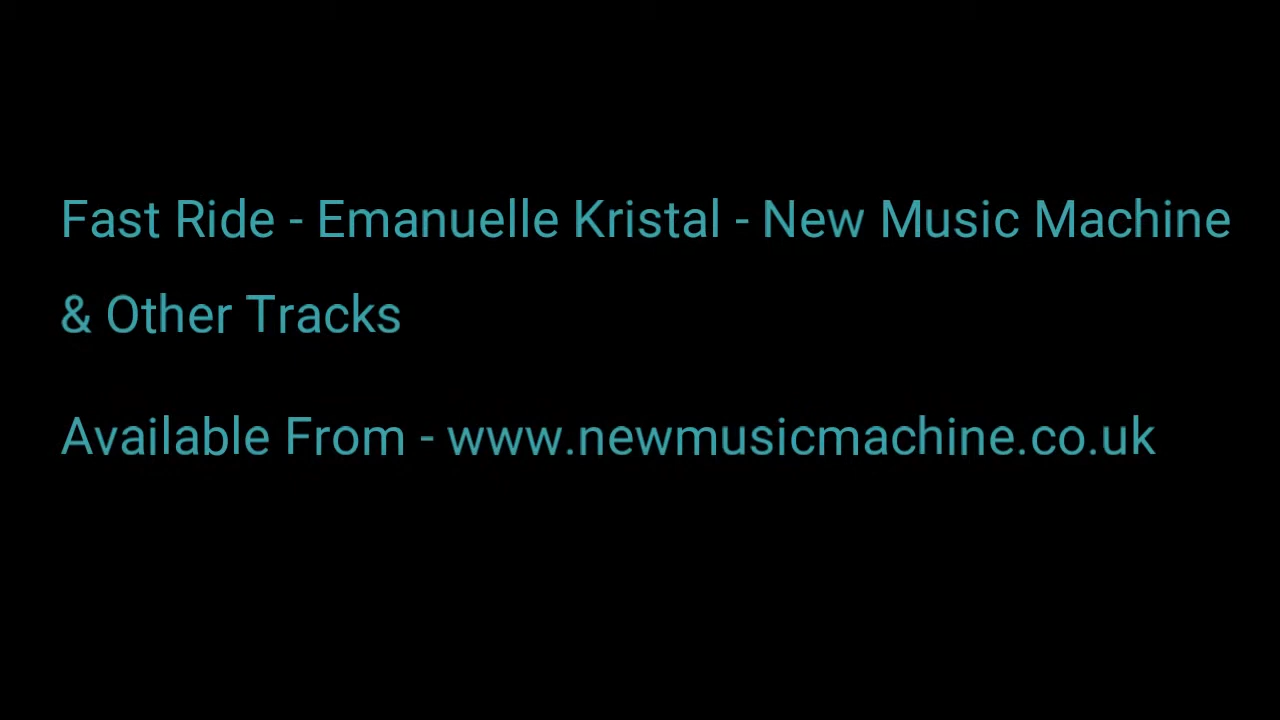 Fast Ride - Emanuelle Kristal - New Music Machine
& Other Tracks
Available From - www.newmusicmachine.co.uk